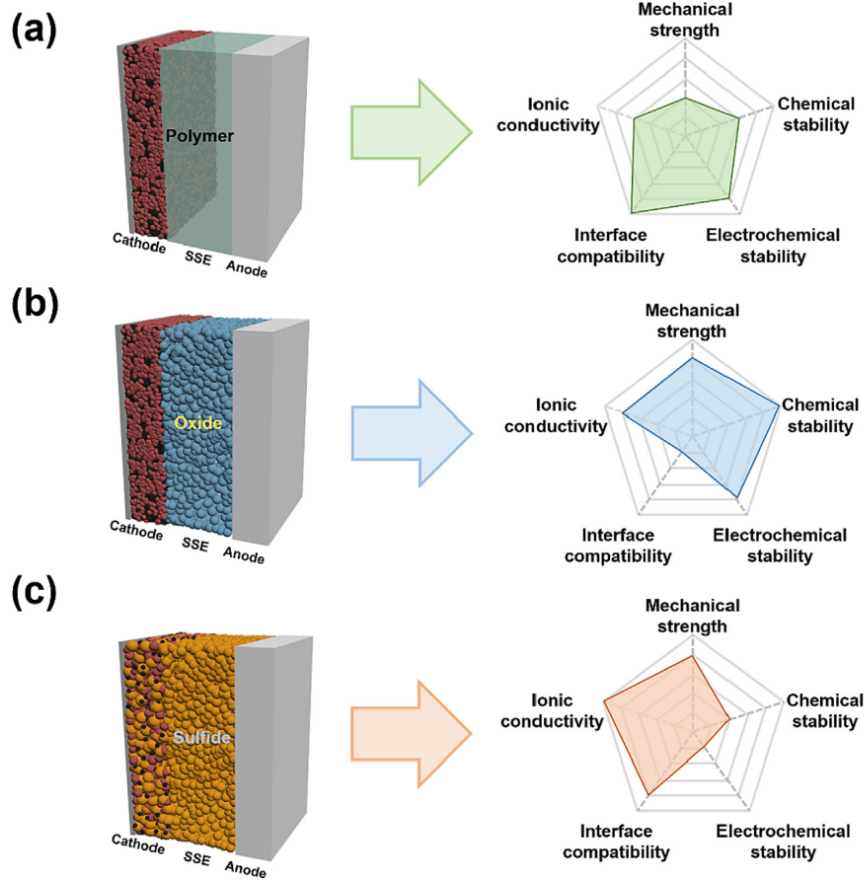 (a)
Polymer
Cathode
SSE
Anode
Mechanical
strength
Ionic
conductivity
Chemical
stability
Interface
compatibility
Electrochemical
stability
(b)
Oxide
Cathode
SSE
Anode
Mechanical
strength
Ionic
conductivity
Chemical
stability
Interface
compatibility
Electrochemical
stability
(c)
Sulfide
Cathode
SSE
Anode
Mechanical
strength
Ionic
conductivity
Chemical
stability
Interface
compatibility
Electrochemical
stability